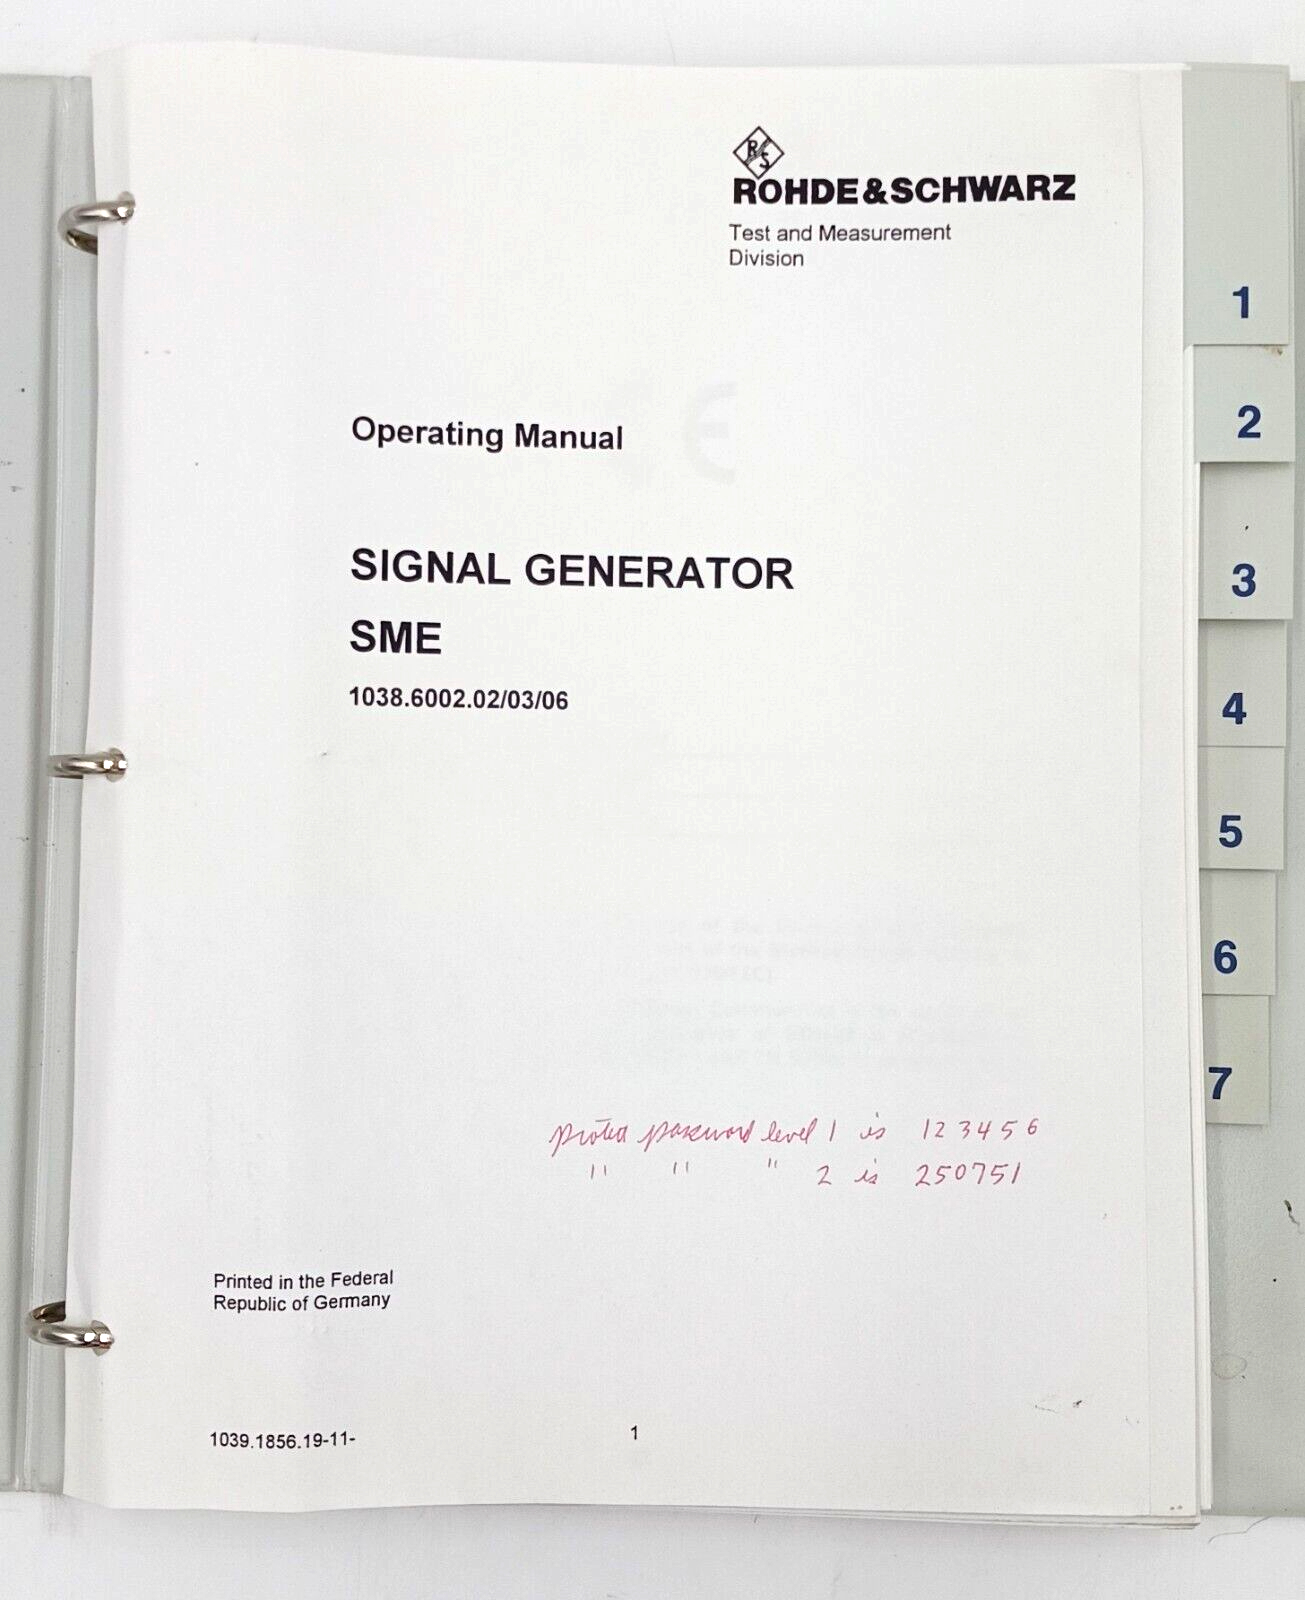 R S
ROHDE&SCHWARZ
Test and Measurement
Division
1
2
3
4
5
6
7
Operating Manual
SIGNAL GENERATOR
SME
1038.6002.02/03/06
protect password level 1 is 123456
" " " 2 is 250751
Printed in the Federal
Republic of Germany
1039.1856.19-11-
1